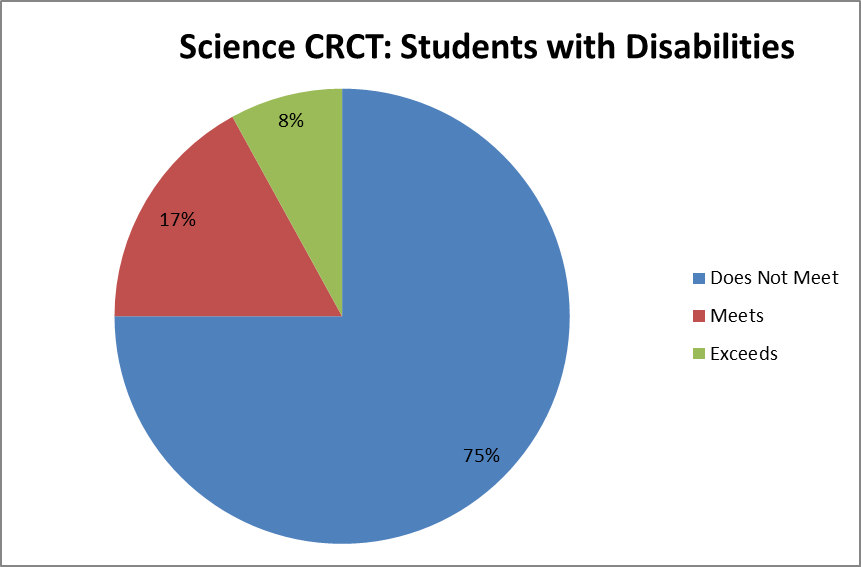 Science CRCT: Students with Disabilities
8%
17%
75%
Does Not Meet
Meets
Exceeds